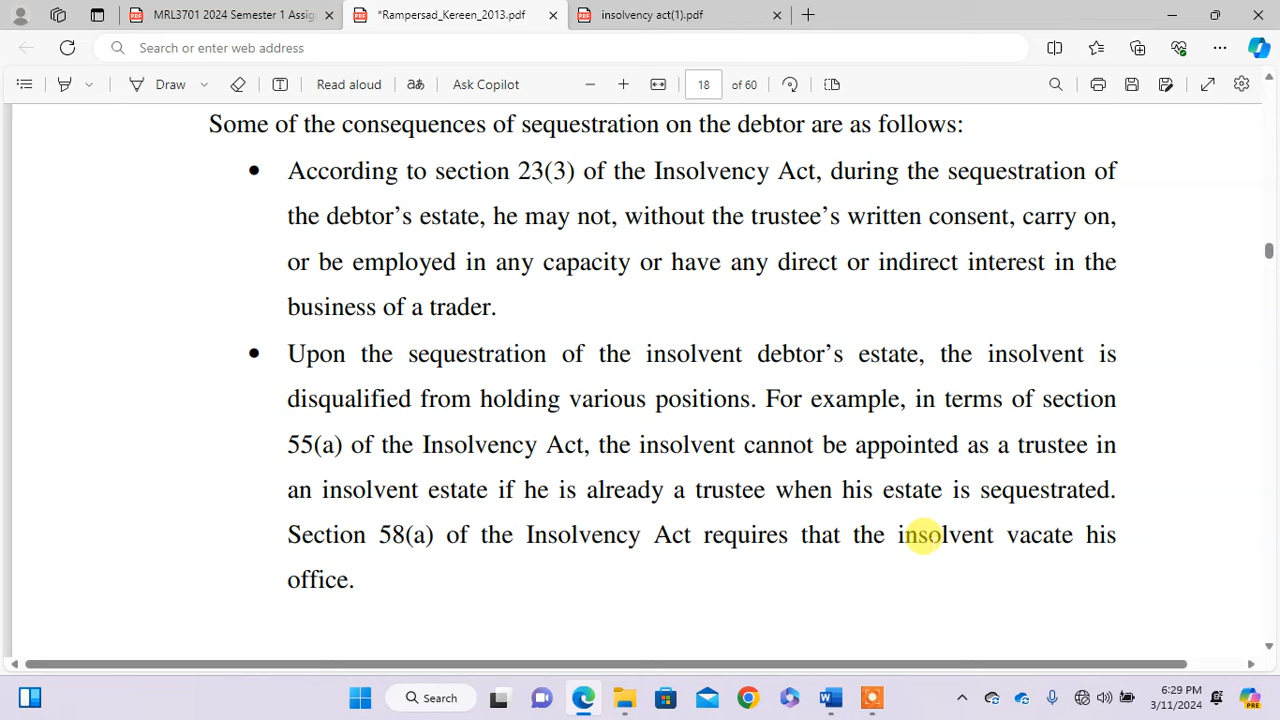 MRL3701 2024 Semester 1 Assig
*Rampersad_Kereen_2013.pdf
insolvency act(1).pdf
Search or enter web address
Draw
Read aloud
aあ
Ask Copilot
18
of 60
Some of the consequences of sequestration on the debtor are as follows:
• According to section 23(3) of the Insolvency Act, during the sequestration of
the debtor’s estate, he may not, without the trustee’s written consent, carry on,
or be employed in any capacity or have any direct or indirect interest in the
business of a trader.
• Upon the sequestration of the insolvent debtor’s estate, the insolvent is
disqualified from holding various positions. For example, in terms of section
55(a) of the Insolvency Act, the insolvent cannot be appointed as a trustee in
an insolvent estate if he is already a trustee when his estate is sequestrated.
Section 58(a) of the Insolvency Act requires that the insolvent vacate his
office.
Search
6:29 PM
3/11/2024
PRE